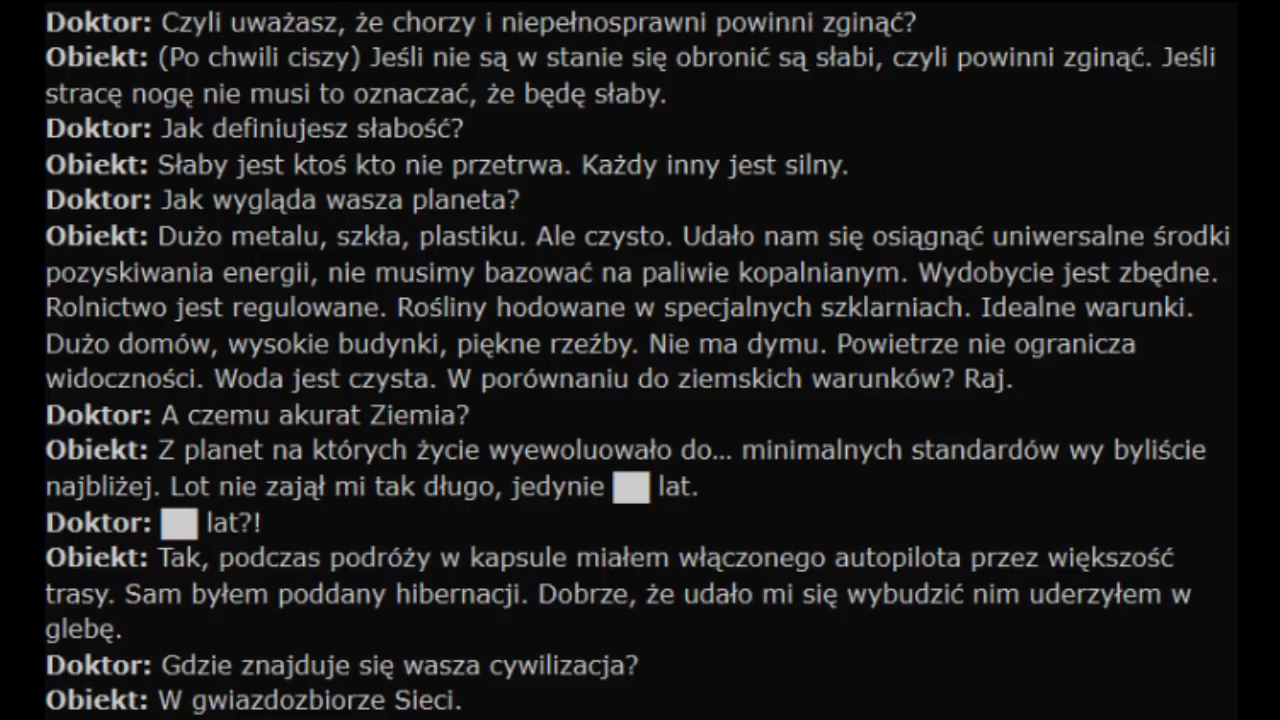 Doktor: Czyli uważasz, że chorzy i niepełnosprawni powinni zginąć?
Obiekt: (Po chwili ciszy) Jeśli nie są w stanie się obronić są słabi, czyli powinni zginąć. Jeśli
stracę nogę nie musi to oznaczać, że będę słaby.
Doktor: Jak definiujesz słabość?
Obiekt: Słaby jest ktoś kto nie przetrwa. Każdy inny jest silny.
Doktor: Jak wygląda wasza planeta?
Obiekt: Dużo metalu, szkła, plastiku. Ale czysto. Udało nam się osiągnąć uniwersalne środki
pozyskiwania energii, nie musimy bazować na paliwie kopalnianym. Wydobycie jest zbędne.
Rolnictwo jest regulowane. Rośliny hodowane w specjalnych szklarniach. Idealne warunki.
Dużo domów, wysokie budynki, piękne rzeźby. Nie ma dymu. Powietrze nie ogranicza
widoczności. Woda jest czysta. W porównaniu do ziemskich warunków? Raj.
Doktor: A czemu akurat Ziemia?
Obiekt: Z planet na których życie wyewoluowało do... minimalnych standardów wy byliście
najbliżej. Lot nie zajął mi tak długo, jedynie ██ lat.
Doktor: ██ lat?!
Obiekt: Tak, podczas podróży w kapsule miałem włączonego autopilota przez większość
trasy. Sam byłem poddany hibernacji. Dobrze, że udało mi się wybudzić nim uderzyłem w
glebę.
Doktor: Gdzie znajduje się wasza cywilizacja?
Obiekt: W gwiazdozbiorze Sieci.